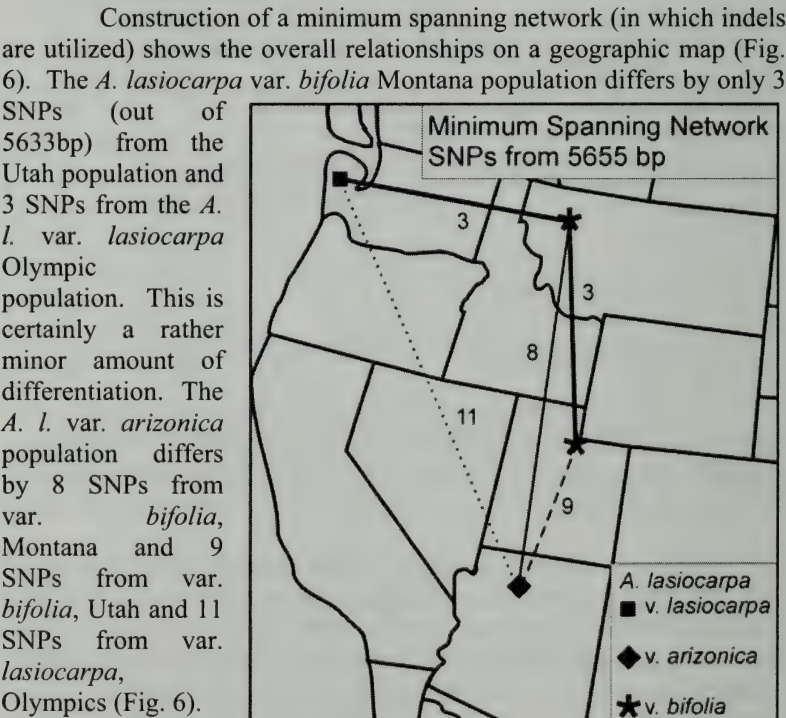 Construction of a minimum spanning network (in which indels
are utilized) shows the overall relationships on a geographic map (Fig.
6). The A. lasiocarpa var. bifolia Montana population differs by only 3
SNPs (out of
5633bp) from the
Utah population and
3 SNPs from the A.
l. var. lasiocarpa
Olympic
population. This is
certainly a rather
minor amount of
differentiation. The
A. l. var. arizonica
population differs
by 8 SNPs from
var. bifolia,
Montana and 9
SNPs from var.
bifolia, Utah and 11
SNPs from var.
lasiocarpa,
Olympics (Fig. 6).
Minimum Spanning Network
SNPs from 5655 bp
3
3
8
11
9
A. lasiocarpa
v. lasiocarpa
v. arizonica
v. bifolia